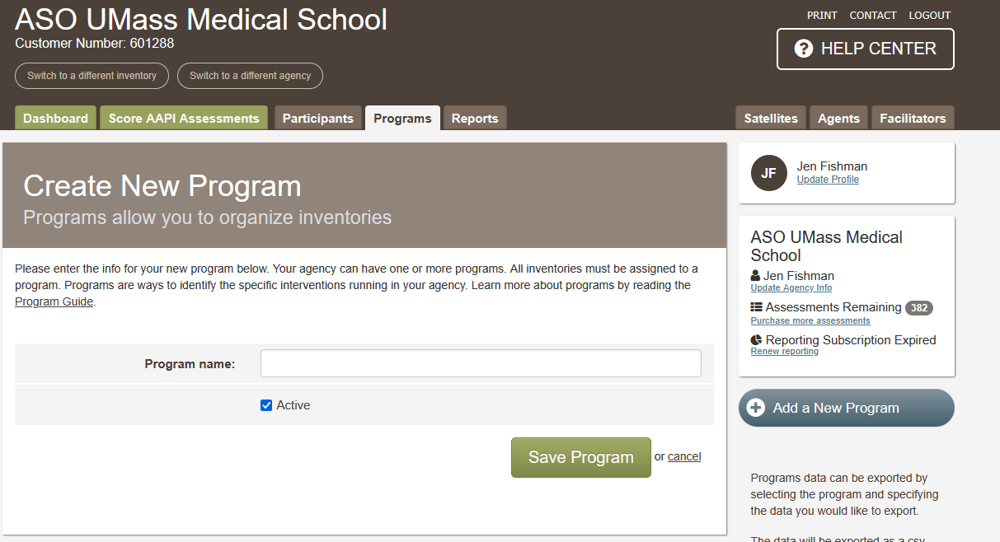 ASO UMass Medical School
Customer Number: 601288
PRINT CONTACT LOGOUT
? HELP CENTER
Switch to a different inventory
Switch to a different agency
Dashboard
Score AAPI Assessments
Participants
Programs
Reports
Satellites
Agents
Facilitators
Create New Program
Programs allow you to organize inventories
Please enter the info for your new program below. Your agency can have one or more programs. All inventories must be assigned to a
program. Programs are ways to identify the specific interventions running in your agency. Learn more about programs by reading the
Program Guide.
Program name:
Active
Save Program or cancel
JF
Jen Fishman
Update Profile
ASO UMass Medical
School
Jen Fishman
Update Agency Info
Assessments Remaining 382
Purchase more assessments
Reporting Subscription Expired
Renew reporting
Add a New Program
Programs data can be exported by
selecting the program and specifying
the data you would like to export.
The data will be exported as a csv